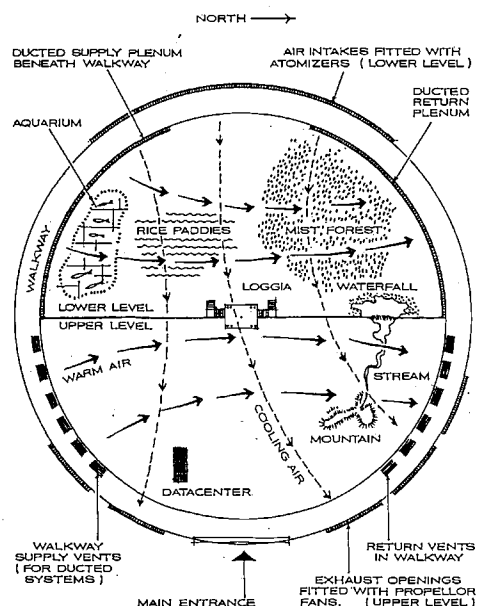 NORTH
DUCTED SUPPLY PLENUM
BENEATH WALKWAY
AIR INTAKES FITTED WITH
ATOMIZERS (LOWER LEVEL)
DUCTED
RETURN
PLENUM
AQUARIUM
WALKWAY
RICE PADDIES
MIST FOREST
LOGGIA
WATERFALL
LOWER LEVEL
UPPER LEVEL
WARM AIR
STREAM
COOLING AIR
MOUNTAIN
DATACENTER
WALKWAY
SUPPLY VENTS
(FOR DUCTED
SYSTEMS)
MAIN ENTRANCE
RETURN VENTS
IN WALKWAY
EXHAUST OPENINGS
FITTED WITH PROPELLOR
FANS. (UPPER LEVEL)